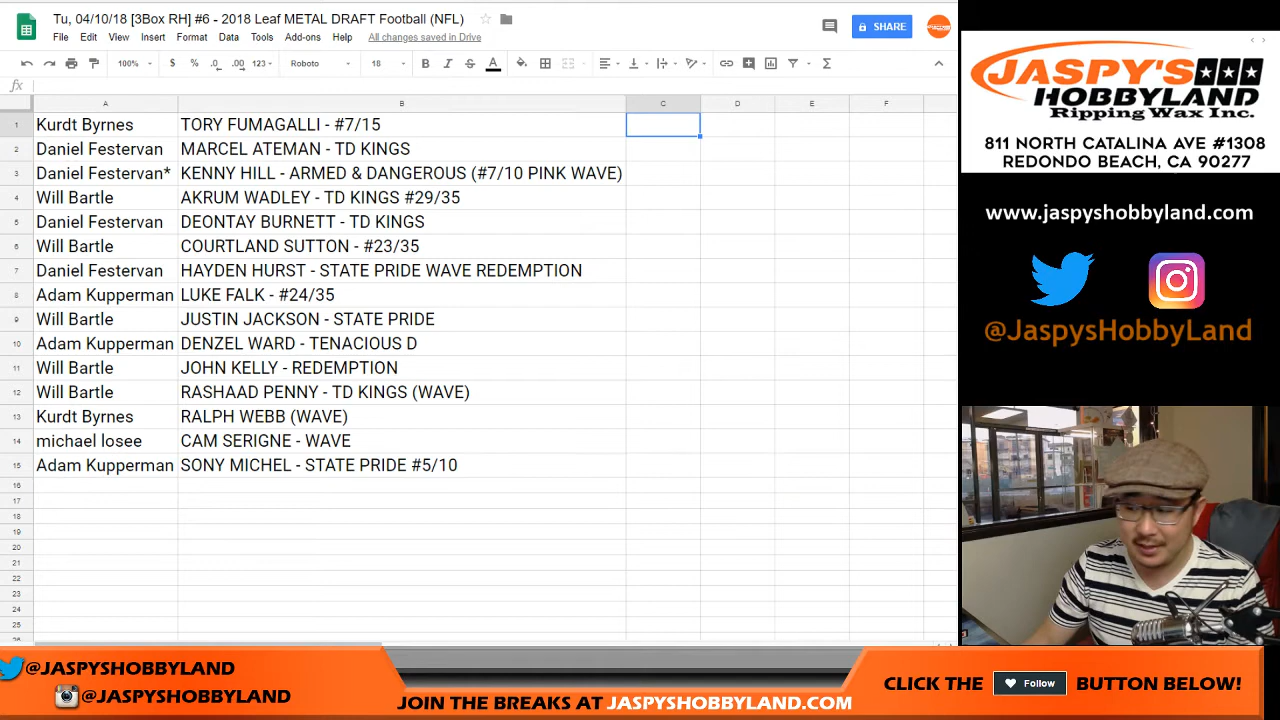 Tu, 04/10/18 [3Box RH] #6 - 2018 Leaf METAL DRAFT Football (NFL)
File Edit View Insert Format Data Tools Add-ons Help All changes saved in Drive
SHARE
100% $ % .0 .00 123 Roboto 18 B I S A
fx
A B C D E F
1 Kurdt Byrnes TORY FUMAGALLI - #7/15
2 Daniel Festervan MARCEL ATEMAN - TD KINGS
3 Daniel Festervan* KENNY HILL - ARMED & DANGEROUS (#7/10 PINK WAVE)
4 Will Bartle AKRUM WADLEY - TD KINGS #29/35
5 Daniel Festervan DEONTAY BURNETT - TD KINGS
6 Will Bartle COURTLAND SUTTON - #23/35
7 Daniel Festervan HAYDEN HURST - STATE PRIDE WAVE REDEMPTION
8 Adam Kupperman LUKE FALK - #24/35
9 Will Bartle JUSTIN JACKSON - STATE PRIDE
10 Adam Kupperman DENZEL WARD - TENACIOUS D
11 Will Bartle JOHN KELLY - REDEMPTION
12 Will Bartle RASHAAD PENNY - TD KINGS (WAVE)
13 Kurdt Byrnes RALPH WEBB (WAVE)
14 michael losee CAM SERIGNE - WAVE
15 Adam Kupperman SONY MICHEL - STATE PRIDE #5/10
16
17
18
19
20
21
22
23
24
25
JASPY'S
HOBBYLAND
Ripping Wax Inc.
811 NORTH CATALINA AVE #1308
REDONDO BEACH, CA 90277
www.jaspyshobbyland.com
@JaspysHobbyLand
@JASPYSHOBBYLAND
@JASPYSHOBBYLAND
JOIN THE BREAKS AT JASPYSHOBBYLAND.COM
CLICK THE Follow BUTTON BELOW!